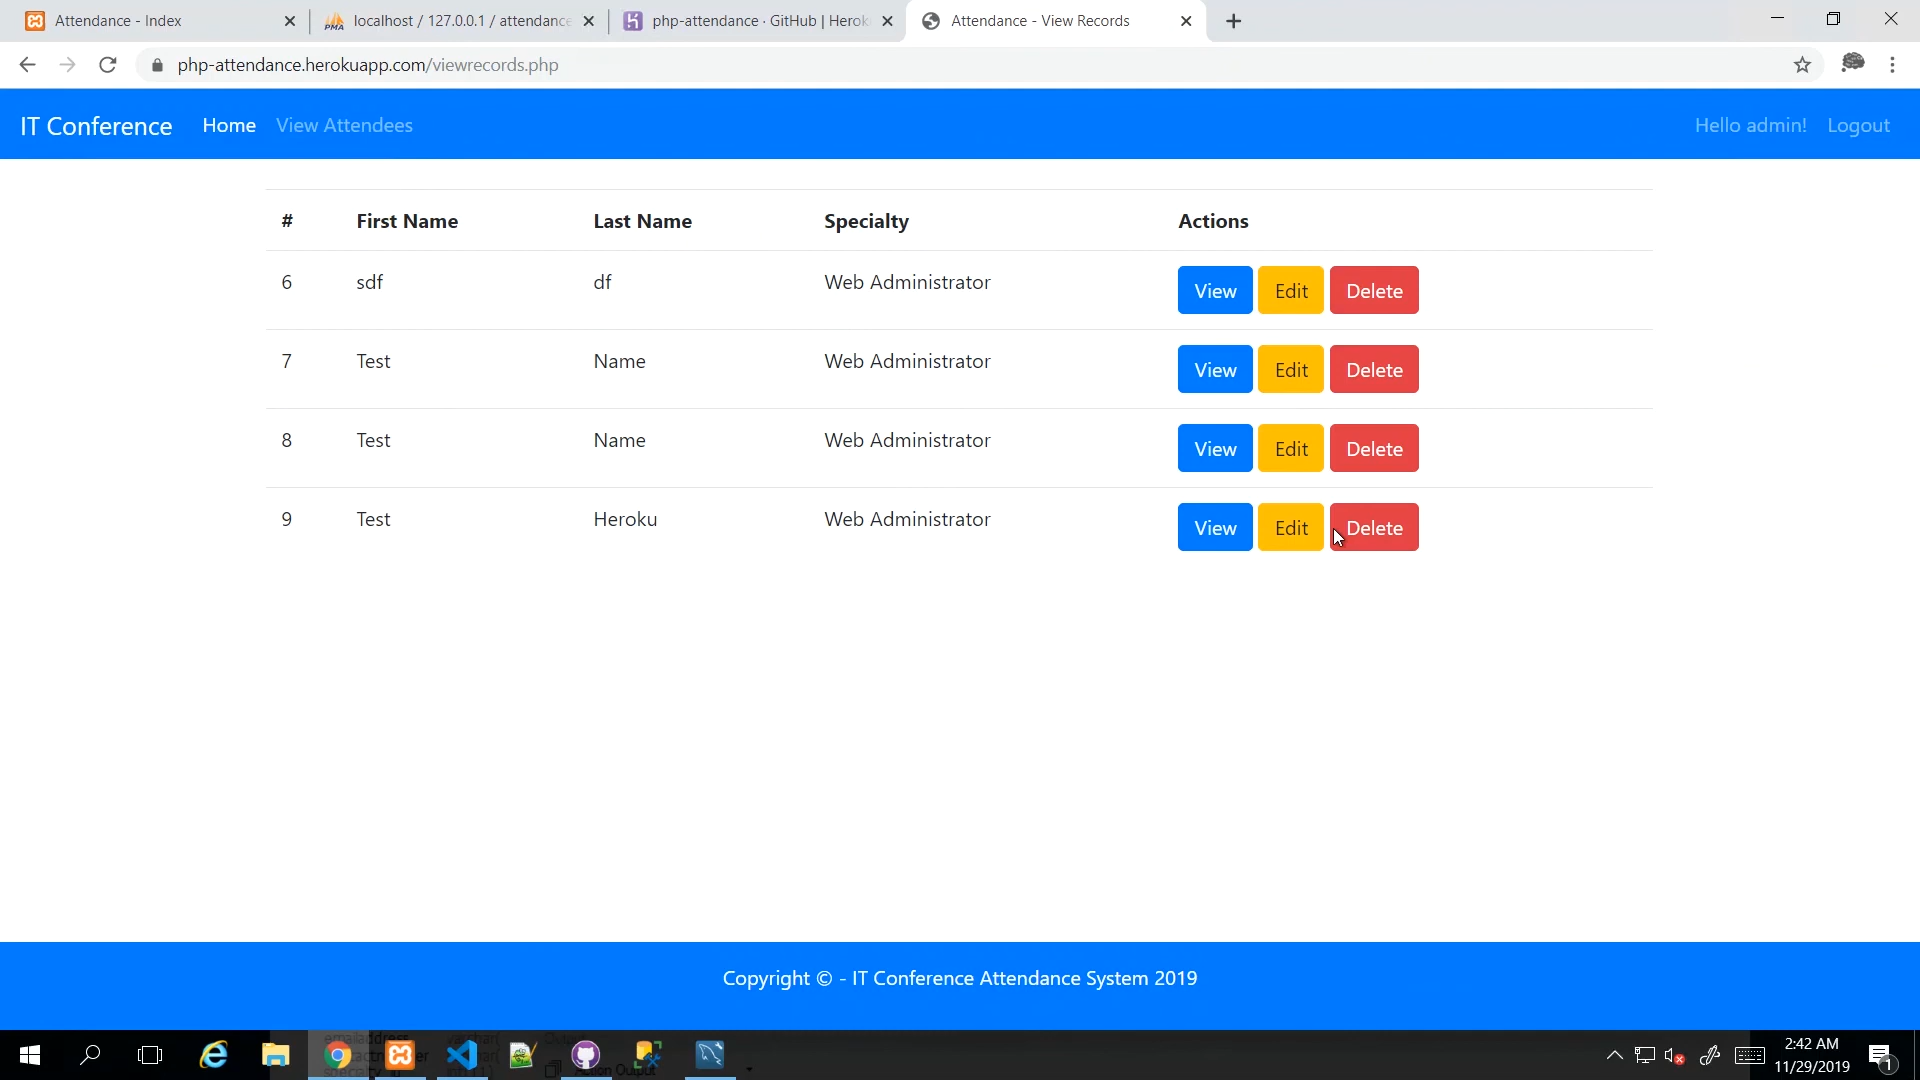 Attendance - Index
localhost / 127.0.0.1 / attendance
php-attendance · GitHub | Herok
Attendance - View Records
php-attendance.herokuapp.com/viewrecords.php
IT Conference Home View Attendees Hello admin! Logout
# First Name Last Name Specialty Actions
6 sdf df Web Administrator View Edit Delete
7 Test Name Web Administrator View Edit Delete
8 Test Name Web Administrator View Edit Delete
9 Test Heroku Web Administrator View Edit Delete
Copyright © - IT Conference Attendance System 2019
2:42 AM
11/29/2019
1